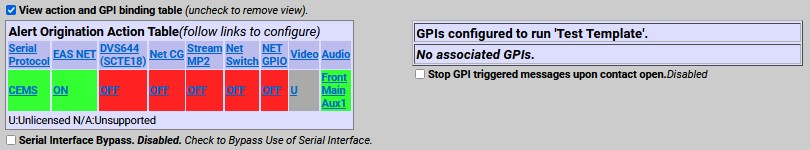 View action and GPI binding table (uncheck to remove view).
Alert Origination Action Table(follow links to configure)
Serial Protocol EAS NET DVS644 (SCTE18) Net CG Stream MP2 Net Switch NET GPIO Video Audio
CEMS ON OFF OFF OFF OFF OFF U Front Main Aux1
U:Unlicensed N/A:Unsupported
Serial Interface Bypass. Disabled. Check to Bypass Use of Serial Interface.
GPIs configured to run 'Test Template'.
No associated GPIs.
Stop GPI triggered messages upon contact open.Disabled